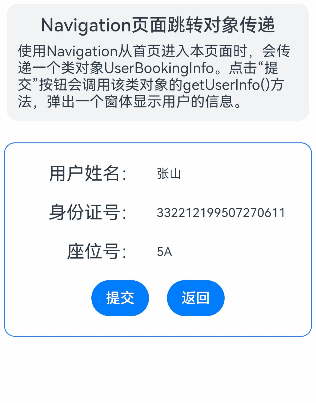 Navigation页面跳转对象传递
使用Navigation从首页进入本页面时，会传
递一个类对象UserBookingInfo。点击“提
交”按钮会调用该类对象的getUserInfo()方
法，弹出一个窗体显示用户的信息。
用户姓名： 张山
身份证号： 332212199507270611
座位号： 5A
提交 返回